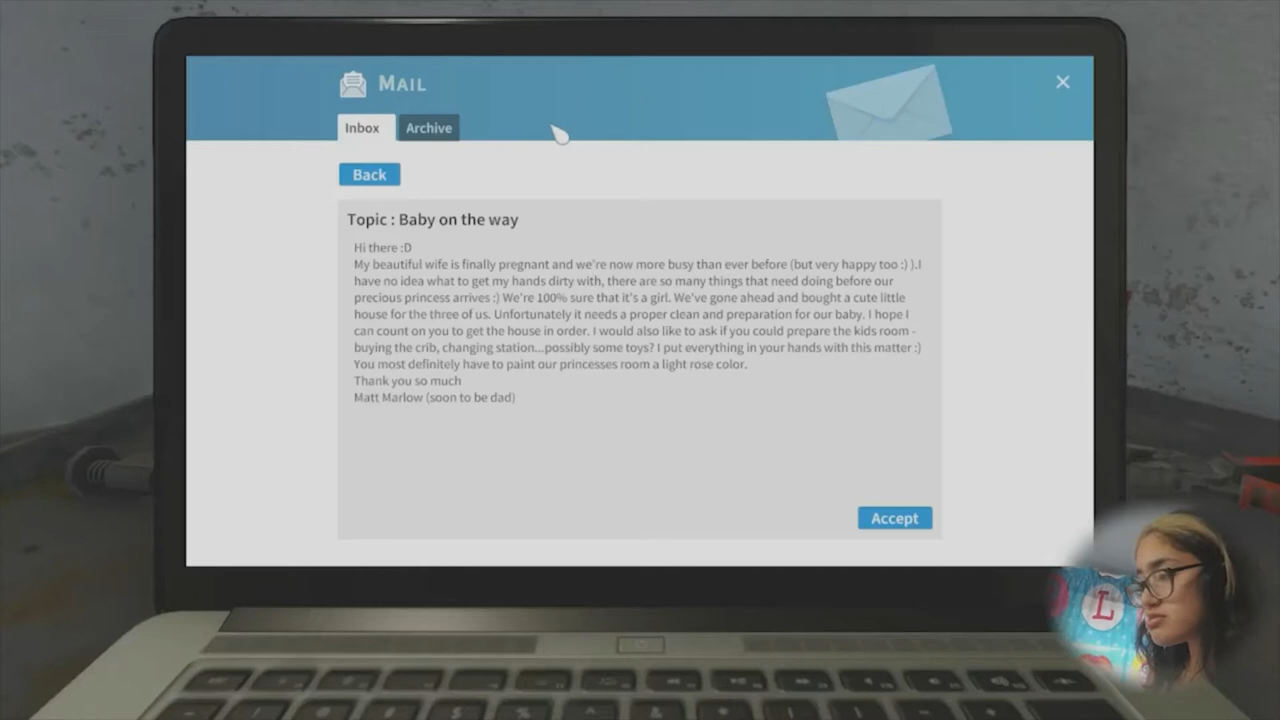 MAIL
Inbox
Archive
Back
Topic : Baby on the way
Hi there :D
My beautiful wife is finally pregnant and we're now more busy than ever before (but very happy too :) ).I
have no idea what to get my hands dirty with, there are so many things that need doing before our
precious princess arrives :) We're 100% sure that it's a girl. We've gone ahead and bought a cute little
house for the three of us. Unfortunately it needs a proper clean and preparation for our baby. I hope I
can count on you to get the house in order. I would also like to ask if you could prepare the kids room -
buying the crib, changing station...possibly some toys? I put everything in your hands with this matter :)
You most definitely have to paint our princesses room a light rose color.
Thank you so much
Matt Marlow (soon to be dad)
Accept
L